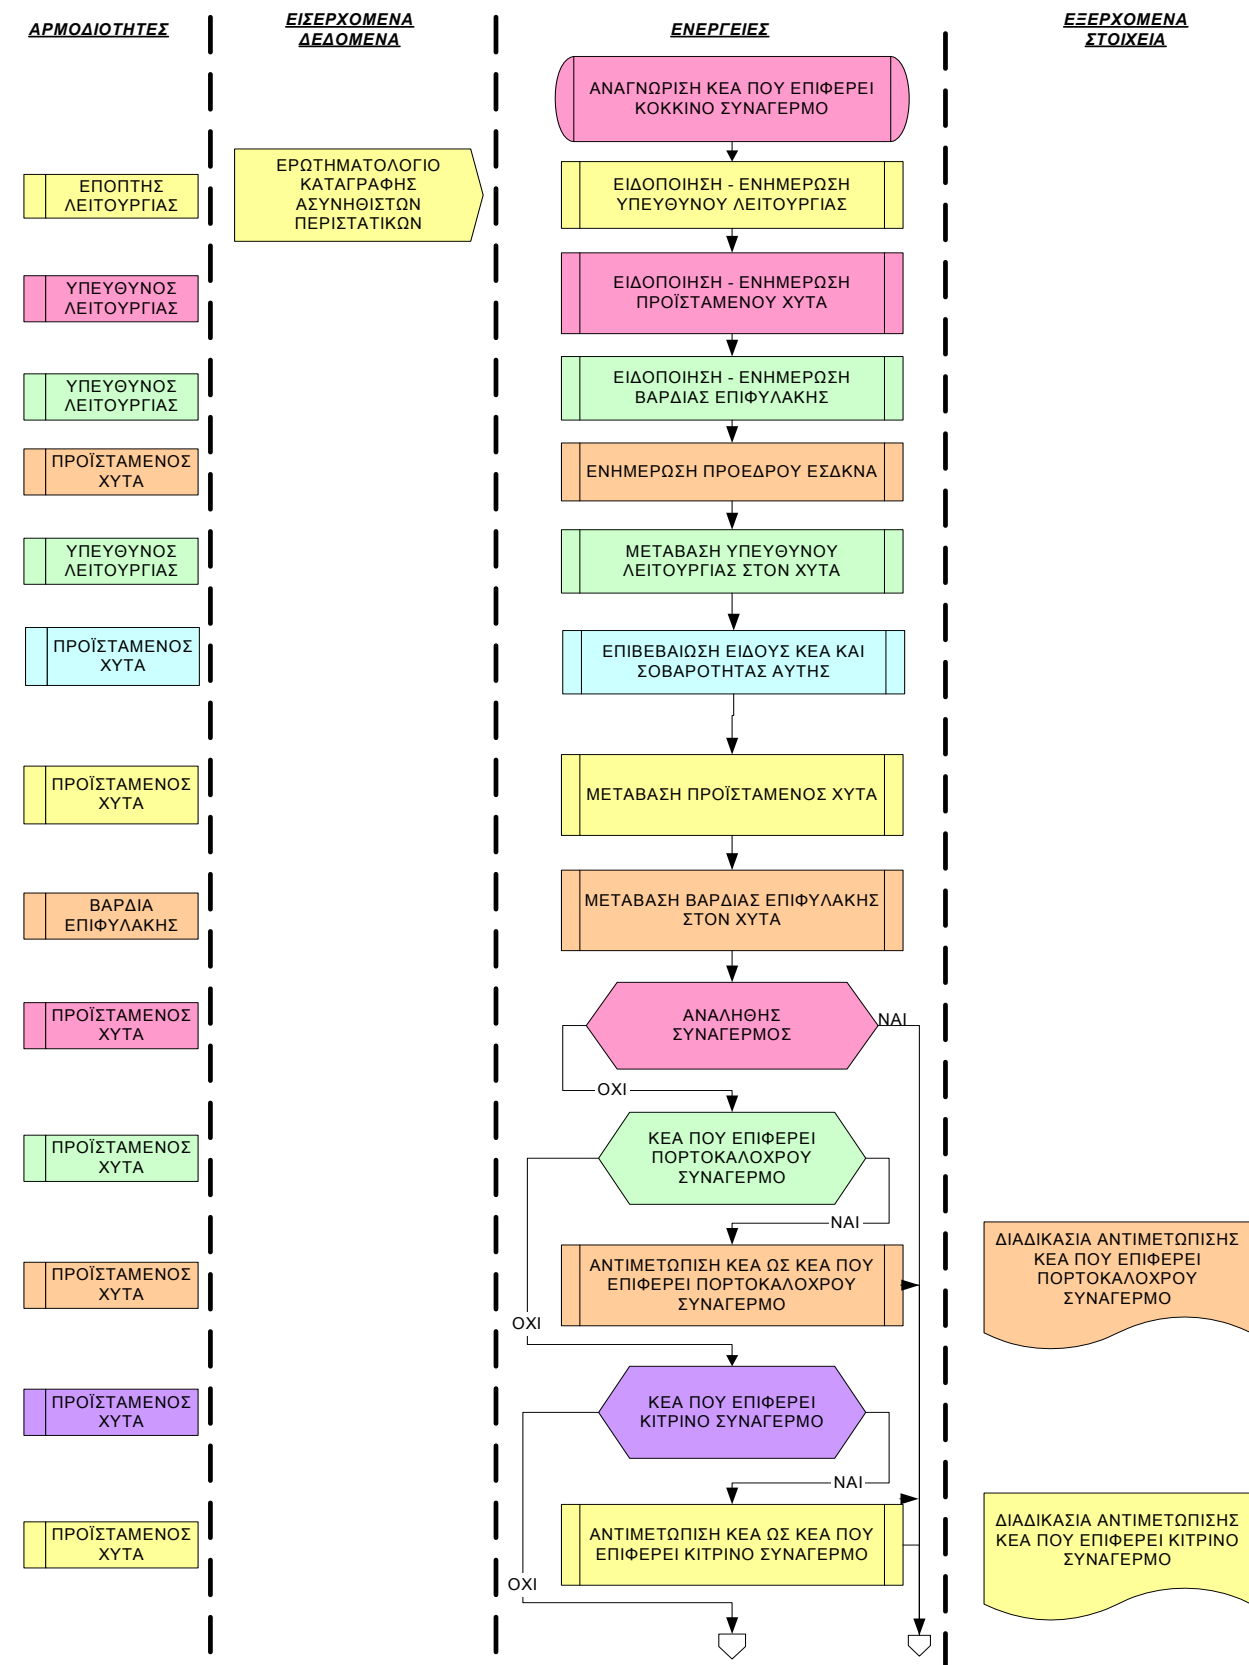 ΑΡΜΟΔΙΟΤΗΤΕΣ
ΕΙΣΕΡΧΟΜΕΝΑ
ΔΕΔΟΜΕΝΑ
ΕΝΕΡΓΕΙΕΣ
ΕΞΕΡΧΟΜΕΝΑ
ΣΤΟΙΧΕΙΑ
ΑΝΑΓΝΩΡΙΣΗ ΚΕΑ ΠΟΥ ΕΠΙΦΕΡΕΙ
ΚΟΚΚΙΝΟ ΣΥΝΑΓΕΡΜΟ
ΕΠΟΠΤΗΣ
ΛΕΙΤΟΥΡΓΙΑΣ
ΕΡΩΤΗΜΑΤΟΛΟΓΙΟ
ΚΑΤΑΓΡΑΦΗΣ
ΑΣΥΝΗΘΙΣΤΩΝ
ΠΕΡΙΣΤΑΤΙΚΩΝ
ΕΙΔΟΠΟΙΗΣΗ - ΕΝΗΜΕΡΩΣΗ
ΥΠΕΥΘΥΝΟΥ ΛΕΙΤΟΥΡΓΙΑΣ
ΥΠΕΥΘΥΝΟΣ
ΛΕΙΤΟΥΡΓΙΑΣ
ΕΙΔΟΠΟΙΗΣΗ - ΕΝΗΜΕΡΩΣΗ
ΠΡΟΪΣΤΑΜΕΝΟΥ ΧΥΤΑ
ΥΠΕΥΘΥΝΟΣ
ΛΕΙΤΟΥΡΓΙΑΣ
ΕΙΔΟΠΟΙΗΣΗ - ΕΝΗΜΕΡΩΣΗ
ΒΑΡΔΙΑΣ ΕΠΙΦΥΛΑΚΗΣ
ΠΡΟΪΣΤΑΜΕΝΟΣ
ΧΥΤΑ
ΕΝΗΜΕΡΩΣΗ ΠΡΟΕΔΡΟΥ ΕΣΔΚΝΑ
ΥΠΕΥΘΥΝΟΣ
ΛΕΙΤΟΥΡΓΙΑΣ
ΜΕΤΑΒΑΣΗ ΥΠΕΥΘΥΝΟΥ
ΛΕΙΤΟΥΡΓΙΑΣ ΣΤΟΝ ΧΥΤΑ
ΠΡΟΪΣΤΑΜΕΝΟΣ
ΧΥΤΑ
ΕΠΙΒΕΒΑΙΩΣΗ ΕΙΔΟΥΣ ΚΕΑ ΚΑΙ
ΣΟΒΑΡΟΤΗΤΑΣ ΑΥΤΗΣ
ΠΡΟΪΣΤΑΜΕΝΟΣ
ΧΥΤΑ
ΜΕΤΑΒΑΣΗ ΠΡΟΪΣΤΑΜΕΝΟΣ ΧΥΤΑ
ΒΑΡΔΙΑ
ΕΠΙΦΥΛΑΚΗΣ
ΜΕΤΑΒΑΣΗ ΒΑΡΔΙΑΣ ΕΠΙΦΥΛΑΚΗΣ
ΣΤΟΝ ΧΥΤΑ
ΠΡΟΪΣΤΑΜΕΝΟΣ
ΧΥΤΑ
ΑΝΑΛΗΘΗΣ
ΣΥΝΑΓΕΡΜΟΣ
ΝΑΙ
ΟΧΙ
ΠΡΟΪΣΤΑΜΕΝΟΣ
ΧΥΤΑ
ΚΕΑ ΠΟΥ ΕΠΙΦΕΡΕΙ
ΠΟΡΤΟΚΑΛΟΧΡΟΥ
ΣΥΝΑΓΕΡΜΟ
ΝΑΙ
ΠΡΟΪΣΤΑΜΕΝΟΣ
ΧΥΤΑ
ΑΝΤΙΜΕΤΩΠΙΣΗ ΚΕΑ ΩΣ ΚΕΑ ΠΟΥ
ΕΠΙΦΕΡΕΙ ΠΟΡΤΟΚΑΛΟΧΡΟΥ
ΣΥΝΑΓΕΡΜΟ
ΔΙΑΔΙΚΑΣΙΑ ΑΝΤΙΜΕΤΩΠΙΣΗΣ
ΚΕΑ ΠΟΥ ΕΠΙΦΕΡΕΙ
ΠΟΡΤΟΚΑΛΟΧΡΟΥ
ΣΥΝΑΓΕΡΜΟ
ΟΧΙ
ΠΡΟΪΣΤΑΜΕΝΟΣ
ΧΥΤΑ
ΚΕΑ ΠΟΥ ΕΠΙΦΕΡΕΙ
ΚΙΤΡΙΝΟ ΣΥΝΑΓΕΡΜΟ
ΝΑΙ
ΠΡΟΪΣΤΑΜΕΝΟΣ
ΧΥΤΑ
ΑΝΤΙΜΕΤΩΠΙΣΗ ΚΕΑ ΩΣ ΚΕΑ ΠΟΥ
ΕΠΙΦΕΡΕΙ ΚΙΤΡΙΝΟ ΣΥΝΑΓΕΡΜΟ
ΔΙΑΔΙΚΑΣΙΑ ΑΝΤΙΜΕΤΩΠΙΣΗΣ
ΚΕΑ ΠΟΥ ΕΠΙΦΕΡΕΙ ΚΙΤΡΙΝΟ
ΣΥΝΑΓΕΡΜΟ
ΟΧΙ